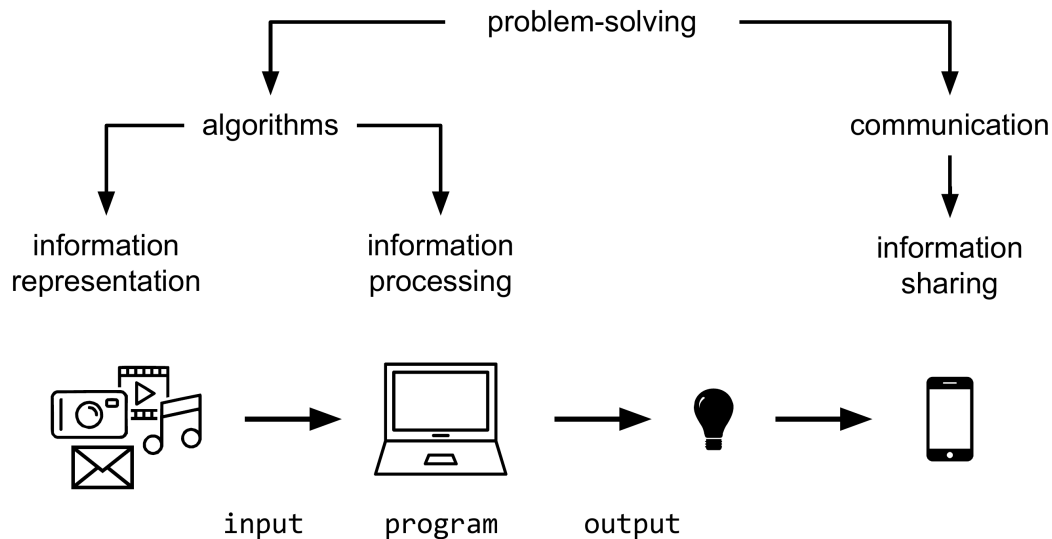 problem-solving
algorithms
communication
information
representation
information
processing
information
sharing
input
program
output